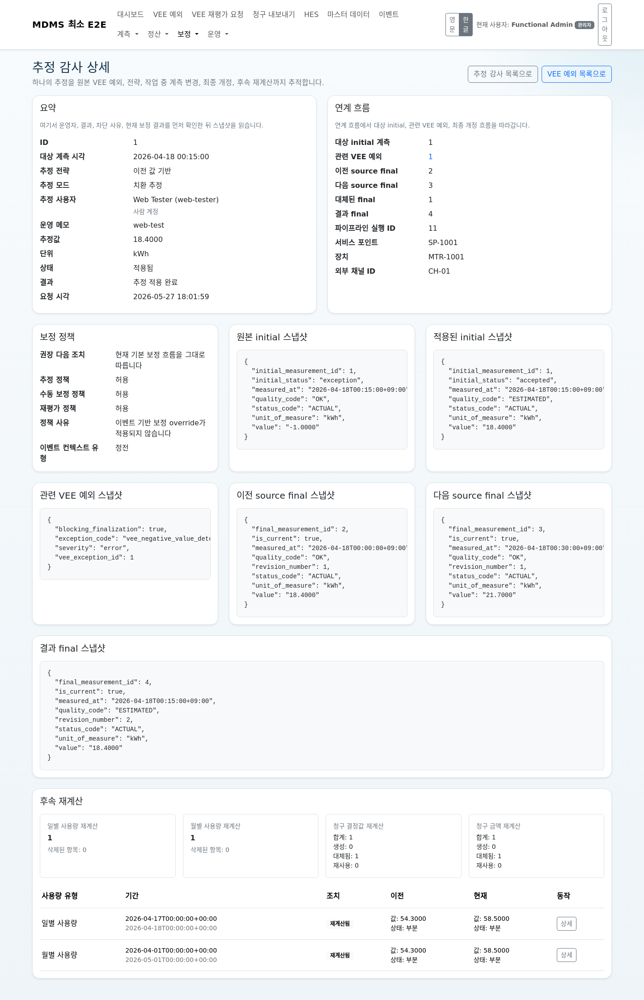 MDMS 최소 E2E
대시보드 VEE 예외 VEE 재평가 요청 청구 내보내기 HES 마스터 데이터 이벤트
계측 정산 보정 운영
영문 한글 현재 사용자: Functional Admin 관리자 로그아웃
추정 감사 상세
하나의 추정을 원본 VEE 예외, 전략, 작업 중 계측 변경, 최종 개정, 후속 재계산까지 추적합니다.
추정 감사 목록으로 VEE 예외 목록으로
요약
여기서 운영자, 결과, 차단 사유, 현재 보정 결과를 먼저 확인한 뒤 스냅샷을 읽습니다.
ID 1
대상 계측 시각 2026-04-18 00:15:00
추정 전략 이전 값 기반
추정 모드 치환 추정
추정 사용자 Web Tester (web-tester)
사람 계정
운영 메모 web-test
추정값 18.4000
단위 kWh
상태 적용됨
결과 추정 적용 완료
요청 시각 2026-05-27 18:01:59
연계 흐름
연계 흐름에서 대상 initial, 관련 VEE 예외, 최종 개정 흐름을 따라갑니다.
대상 initial 계측 1
관련 VEE 예외 1
이전 source final 2
다음 source final 3
대체된 final 1
결과 final 4
파이프라인 실행 ID 11
서비스 포인트 SP-1001
장치 MTR-1001
외부 채널 ID CH-01
보정 정책
권장 다음 조치 현재 기본 보정 흐름을 그대로
따릅니다
추정 정책 허용
수동 보정 정책 허용
재평가 정책 허용
정책 사유 이벤트 기반 보정 override가
적용되지 않습니다
이벤트 컨텍스트 유 정전
형
원본 initial 스냅샷
{
"initial_measurement_id": 1,
"initial_status": "exception",
"measured_at": "2026-04-18T00:15:00+09:00"
"quality_code": "OK",
"status_code": "ACTUAL",
"unit_of_measure": "kWh",
"value": "-1.0000"
}
적용된 initial 스냅샷
{
"initial_measurement_id": 1,
"initial_status": "accepted",
"measured_at": "2026-04-18T00:15:00+09:00"
"quality_code": "ESTIMATED",
"status_code": "ACTUAL",
"unit_of_measure": "kWh",
"value": "18.4000"
}
관련 VEE 예외 스냅샷
{
"blocking_finalization": true,
"exception_code": "vee_negative_value_dete
"severity": "error",
"vee_exception_id": 1
}
이전 source final 스냅샷
{
"final_measurement_id": 2,
"is_current": true,
"measured_at": "2026-04-18T00:00:00+09:00"
"quality_code": "OK",
"revision_number": 1,
"status_code": "ACTUAL",
"unit_of_measure": "kWh",
"value": "18.4000"
}
다음 source final 스냅샷
{
"final_measurement_id": 3,
"is_current": true,
"measured_at": "2026-04-18T00:30:00+09:00"
"quality_code": "OK",
"revision_number": 1,
"status_code": "ACTUAL",
"unit_of_measure": "kWh",
"value": "21.7000"
}
결과 final 스냅샷
{
"final_measurement_id": 4,
"is_current": true,
"measured_at": "2026-04-18T00:15:00+09:00",
"quality_code": "ESTIMATED",
"revision_number": 2,
"status_code": "ACTUAL",
"unit_of_measure": "kWh",
"value": "18.4000"
}
후속 재계산
일별 사용량 재계산
1
삭제된 항목: 0
월별 사용량 재계산
1
삭제된 항목: 0
청구 결정값 재계산
합계: 1
생성: 0
대체됨: 1
재사용: 0
청구 금액 재계산
합계: 1
생성: 0
대체됨: 1
재사용: 0
사용량 유형 기간 조치 이전 현재 동작
일별 사용량 2026-04-17T00:00:00+00:00 2026-04-18T00:00:00+00:00 재계산됨 값: 54.3000 상태: 부분 값: 58.5000 상태: 부분 상세
월별 사용량 2026-04-01T00:00:00+00:00 2026-05-01T00:00:00+00:00 재계산됨 값: 54.3000 상태: 부분 값: 58.5000 상태: 부분 상세